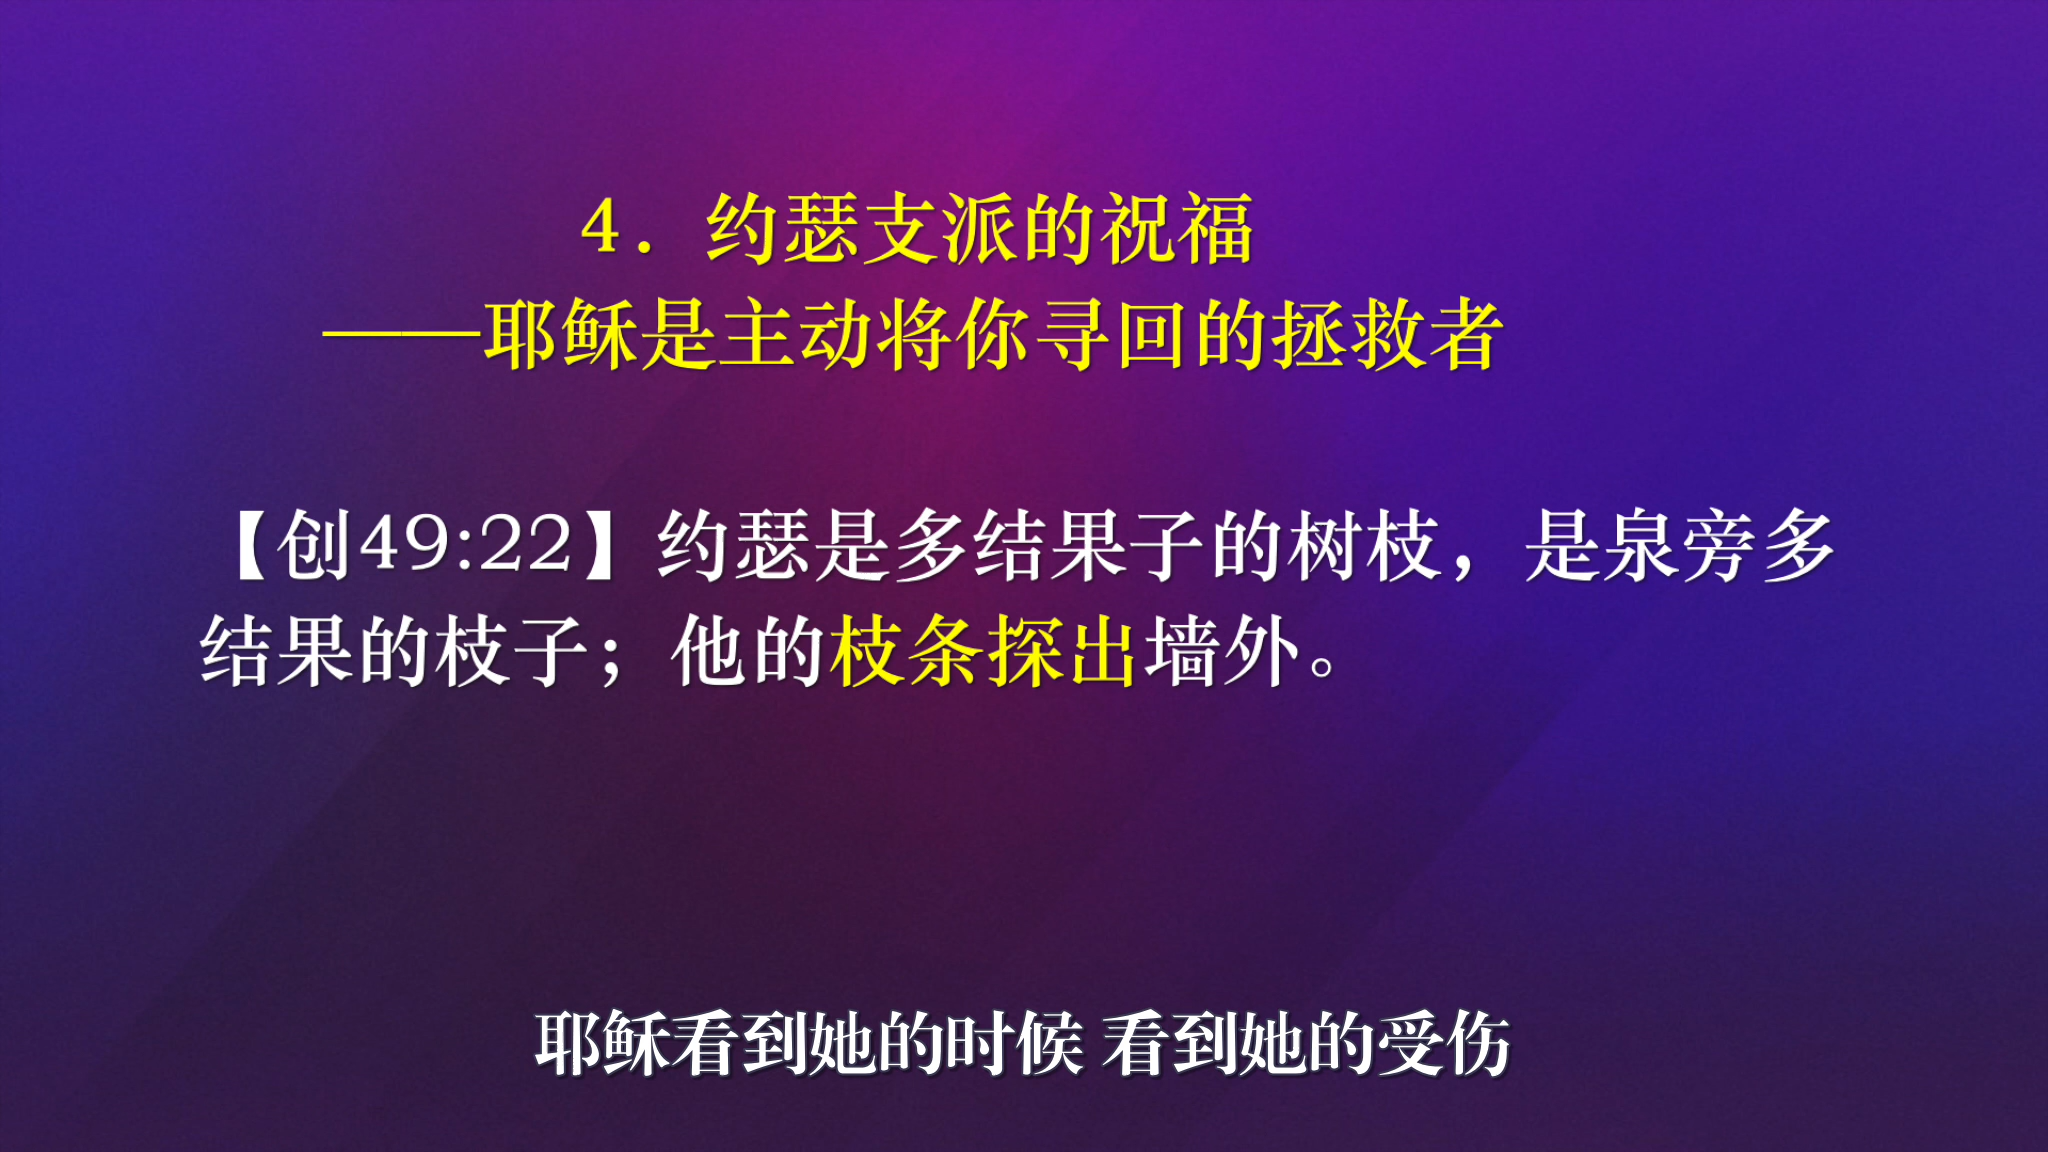 4．约瑟支派的祝福
——耶稣是主动将你寻回的拯救者
【创49:22】约瑟是多结果子的树枝，是泉旁多
结果的枝子；他的枝条探出墙外。
耶稣看到她的时候 看到她的受伤